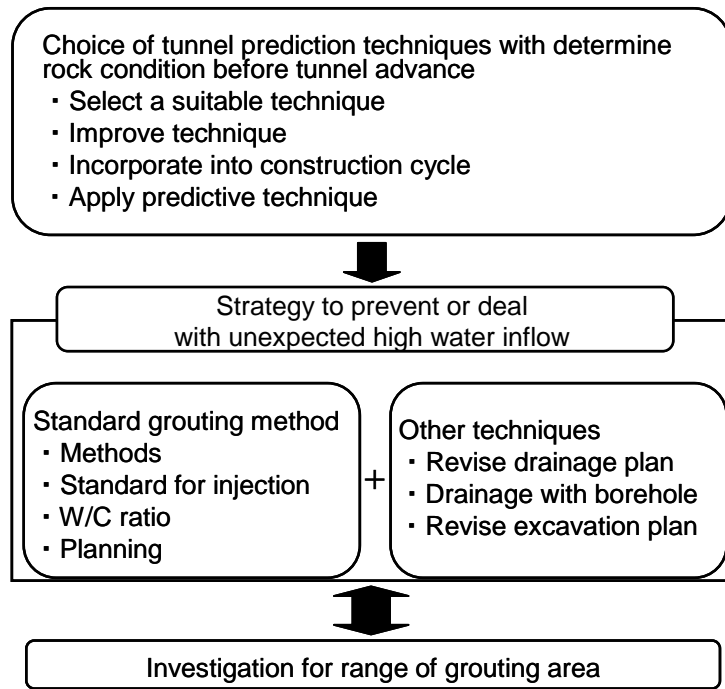 Choice of tunnel prediction techniques with determine
rock condition before tunnel advance
・Select a suitable technique
・Improve technique
・Incorporate into construction cycle
・Apply predictive technique
Strategy to prevent or deal
with unexpected high water inflow
Standard grouting method
・Methods
・Standard for injection
・W/C ratio
・Planning
+
Other techniques
・Revise drainage plan
・Drainage with borehole
・Revise excavation plan
Investigation for range of grouting area